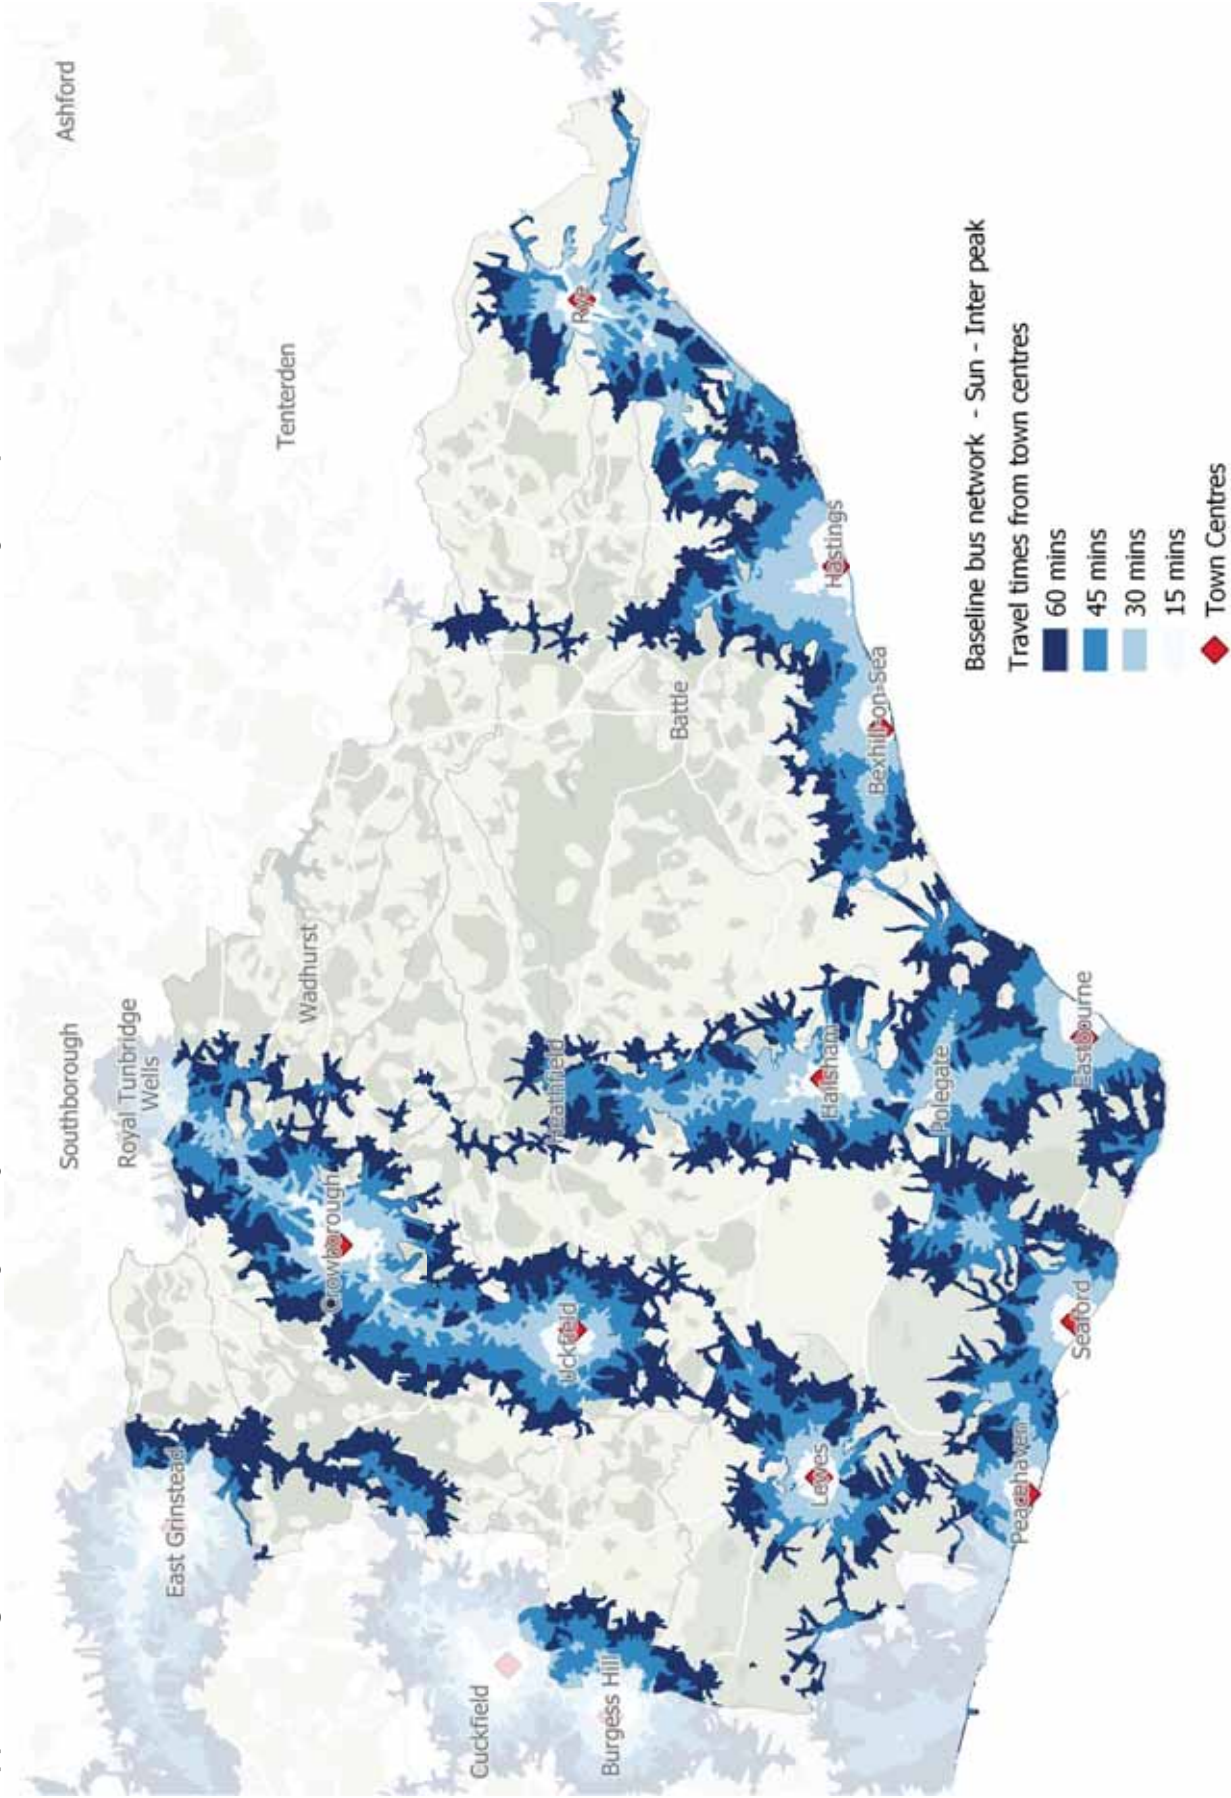 Ashford
Tenterden
Southborough
Royal Tunbridge
Wells
Wadhurst
Rye
East Grinstead
Crowborough
Heathfield
Battle
Hastings
Cuckfield
Uckfield
Bexhill-on-Sea
Burgess Hill
Hailsham
Lewes
Polegate
Eastbourne
Seaford
Peacehaven
Baseline bus network - Sun - Inter peak
Travel times from town centres
60 mins
45 mins
30 mins
15 mins
Town Centres